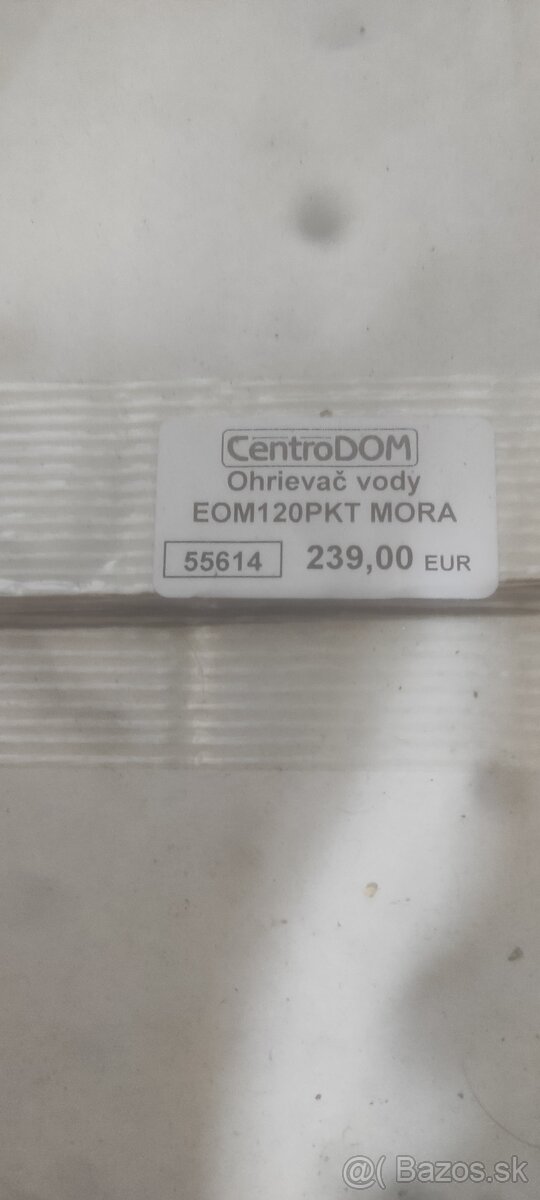 CentroDOM
Ohrievač vody
EOM120PKT MORA
55614 239,00 EUR
@( Bazos.sk